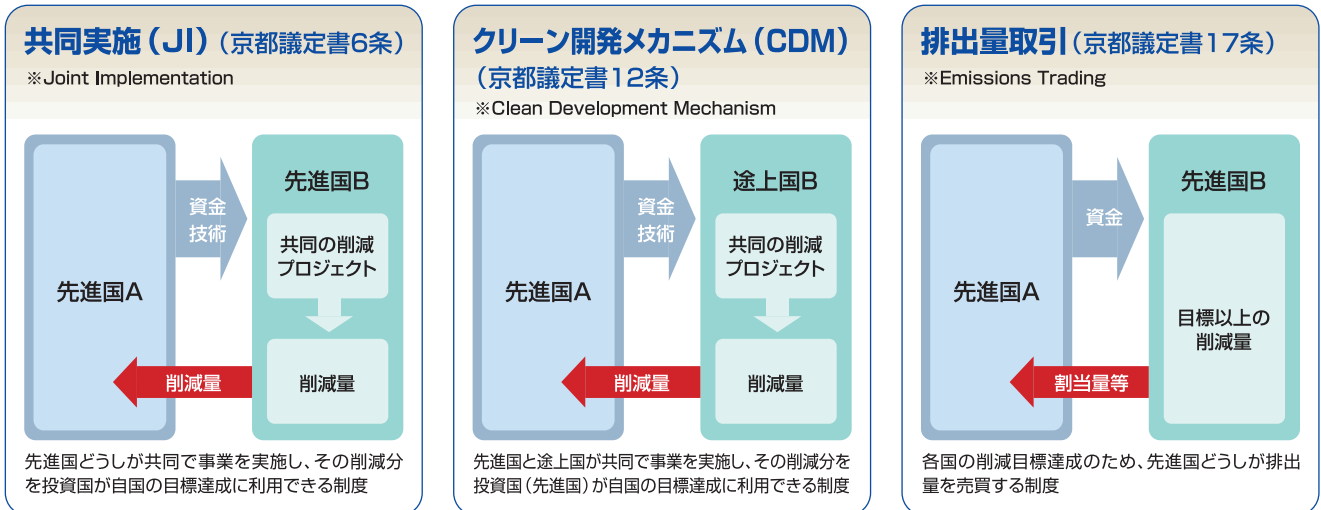 共同実施（JI）（京都議定書6条）
※Joint Implementation
先進国A
資金
技術
先進国B
共同の削減
プロジェクト
削減量
削減量
先進国どうしが共同で事業を実施し、その削減分
を投資国が自国の目標達成に利用できる制度
クリーン開発メカニズム（CDM）
（京都議定書12条）
※Clean Development Mechanism
先進国A
資金
技術
途上国B
共同の削減
プロジェクト
削減量
削減量
先進国と途上国が共同で事業を実施し、その削減分を
投資国（先進国）が自国の目標達成に利用できる制度
排出量取引（京都議定書17条）
※Emissions Trading
先進国A
資金
先進国B
目標以上の
削減量
割当量等
各国の削減目標達成のため、先進国どうしが排出
量を売買する制度